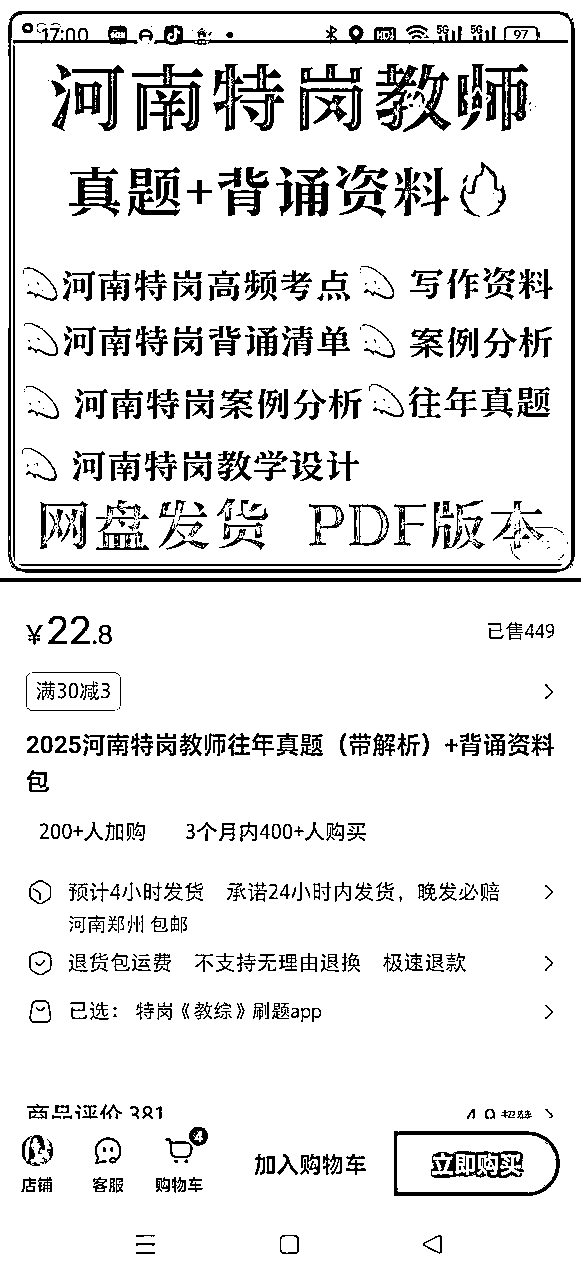 17:00 HD 5G 5G 97
河南特岗教师
真题+背诵资料
河南特岗高频考点 写作资料
河南特岗背诵清单 案例分析
河南特岗案例分析 往年真题
河南特岗教学设计
网盘发货 PDF版本
¥22.8 已售449
满30减3
2025河南特岗教师往年真题（带解析）+背诵资料
包
200+人加购 3个月内400+人购买
预计4小时发货 承诺24小时内发货，晚发必赔
河南郑州 包邮
退货包运费 不支持无理由退换 极速退款
已选： 特岗《教综》刷题app
商品评价 381 4.9 超赞
4
店铺 客服 购物车 加入购物车 立即购买